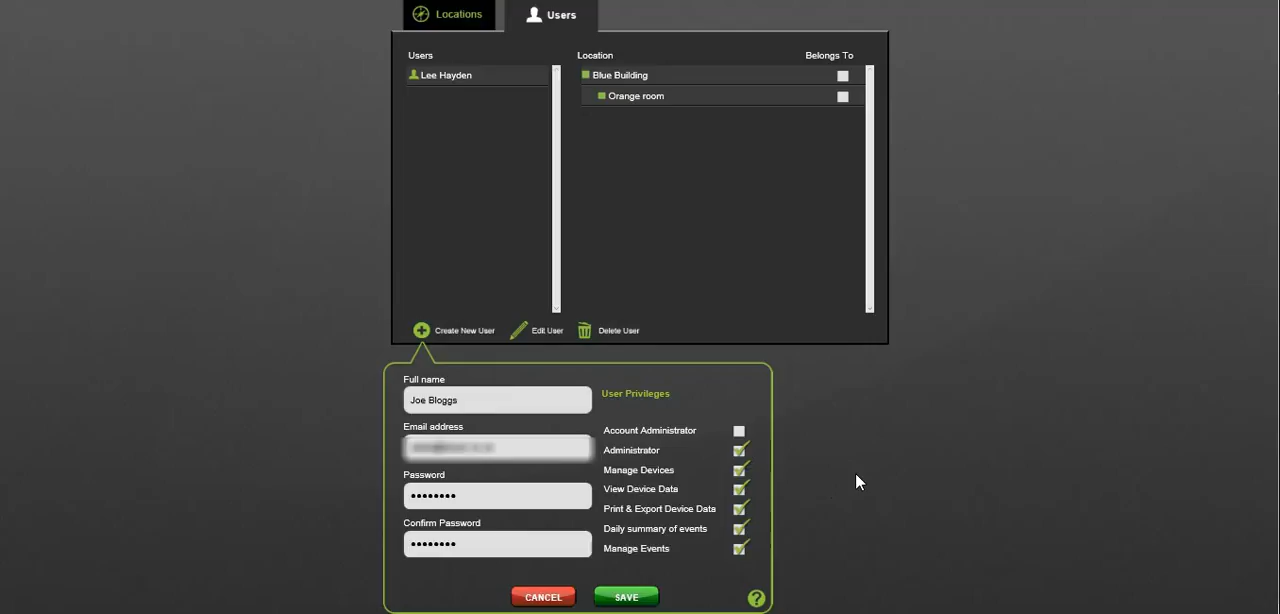 Locations Users
Users Location Belongs To
Lee Hayden Blue Building
Orange room
Create New User Edit User Delete User
Full name
Joe Bloggs User Privileges
Email address Account Administrator
Administrator
Password Manage Devices
•••••••• View Device Data
Print & Export Device Data
Confirm Password Daily summary of events
•••••••• Manage Events
CANCEL SAVE ?